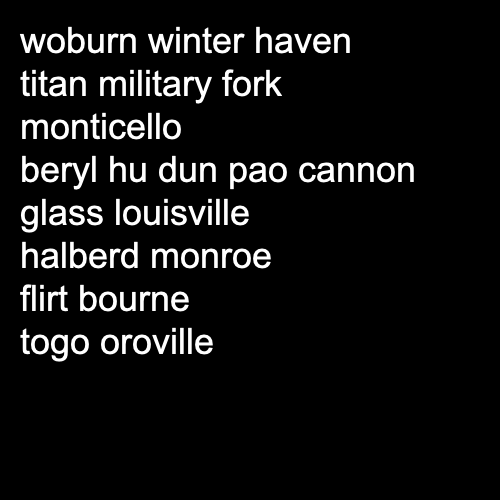 woburn winter haven
titan military fork
monticello
beryl hu dun pao cannon
glass louisville
halberd monroe
flirt bourne
togo oroville